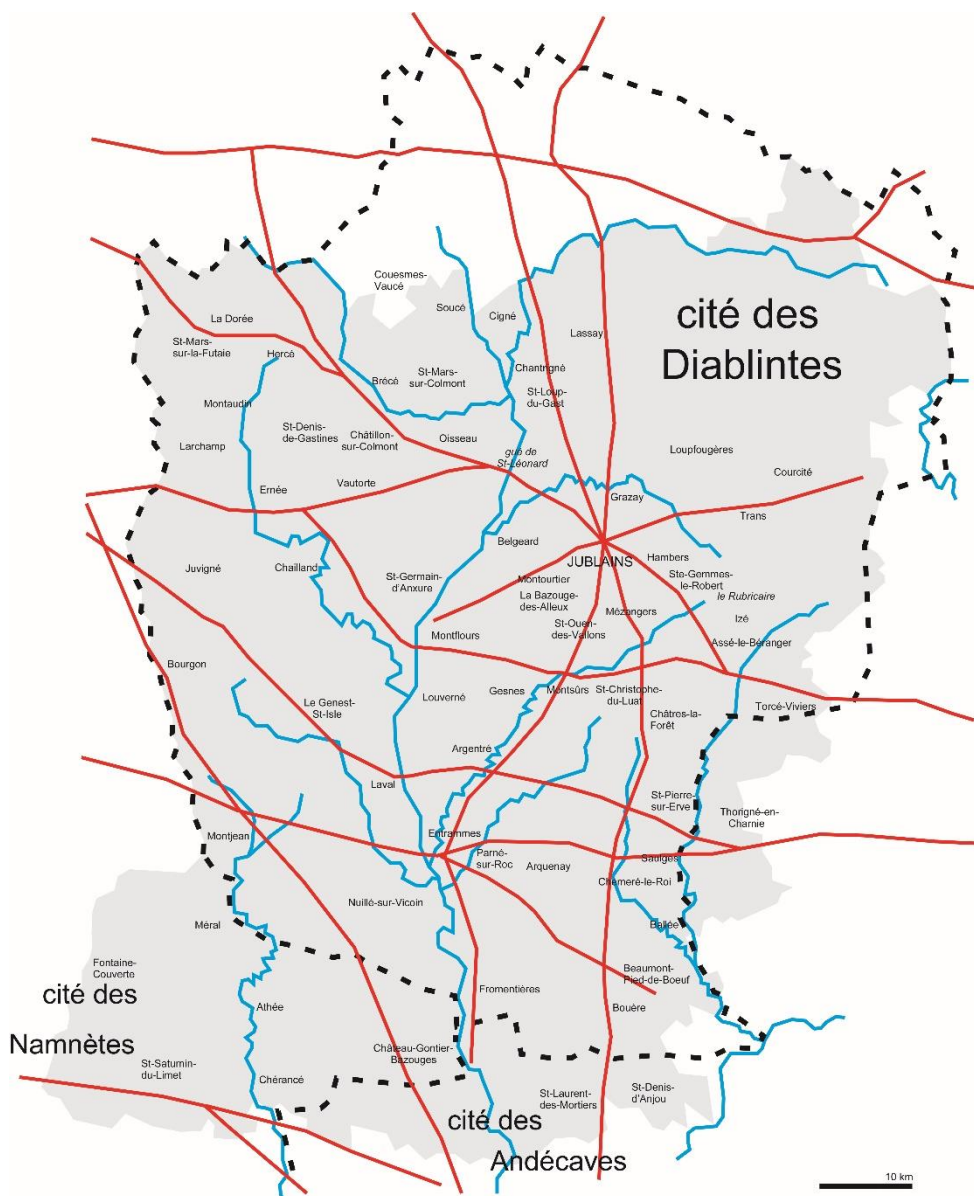 Couesmes-
Vaucé
Soucé
Cigné
La Dorée
cité des
Diablintes
Lassay
St-Mars-
sur-la-Futaie
Hercé
Chantrigné
St-Mars-
sur-Colmont
Brécé
St-Loup-
du-Gast
Montaudin
St-Denis-
de-Gastines
Châtillon-
sur-Colmont
Oisseau
Larchamp
gué de
St-Léonard
Loupfougères
Courcité
Vautorte
Ernée
Grazay
Trans
Belgeard
JUBLAINS
Hambers
Juvigné
Chailland
St-Germain-
d'Anxure
Montourtier
Ste-Gemmes-
le-Robert
La Bazouge-
des-Alleux
le Rubricaire
Mézangers
Izé
St-Ouen-
des-Vallons
Montflours
Assé-le-Béranger
Bourgon
Gesnes
Montsûrs
St-Christophe-
du-Luat
Louverné
Le Genest-
St-Isle
Châtres-la-
Forêt
Torcé-Viviers
Argentré
Laval
St-Pierre-
sur-Erve
Thorigné-en-
Charnie
Montjean
Entrammes
Parné-
sur-Roc
Arquenay
Saulges
Chémeré-le-Roi
Nuillé-sur-Vicoin
Méral
Ballée
Fontaine-
Couverte
cité des
Namnètes
Beaumont-
Pied-de-Boeuf
Fromentières
Athée
Bouère
Château-Gontier-
Bazouges
St-Saturnin-
du-Limet
Chérancé
St-Laurent-
des-Mortiers
St-Denis-
d'Anjou
cité des
Andécaves
10 km